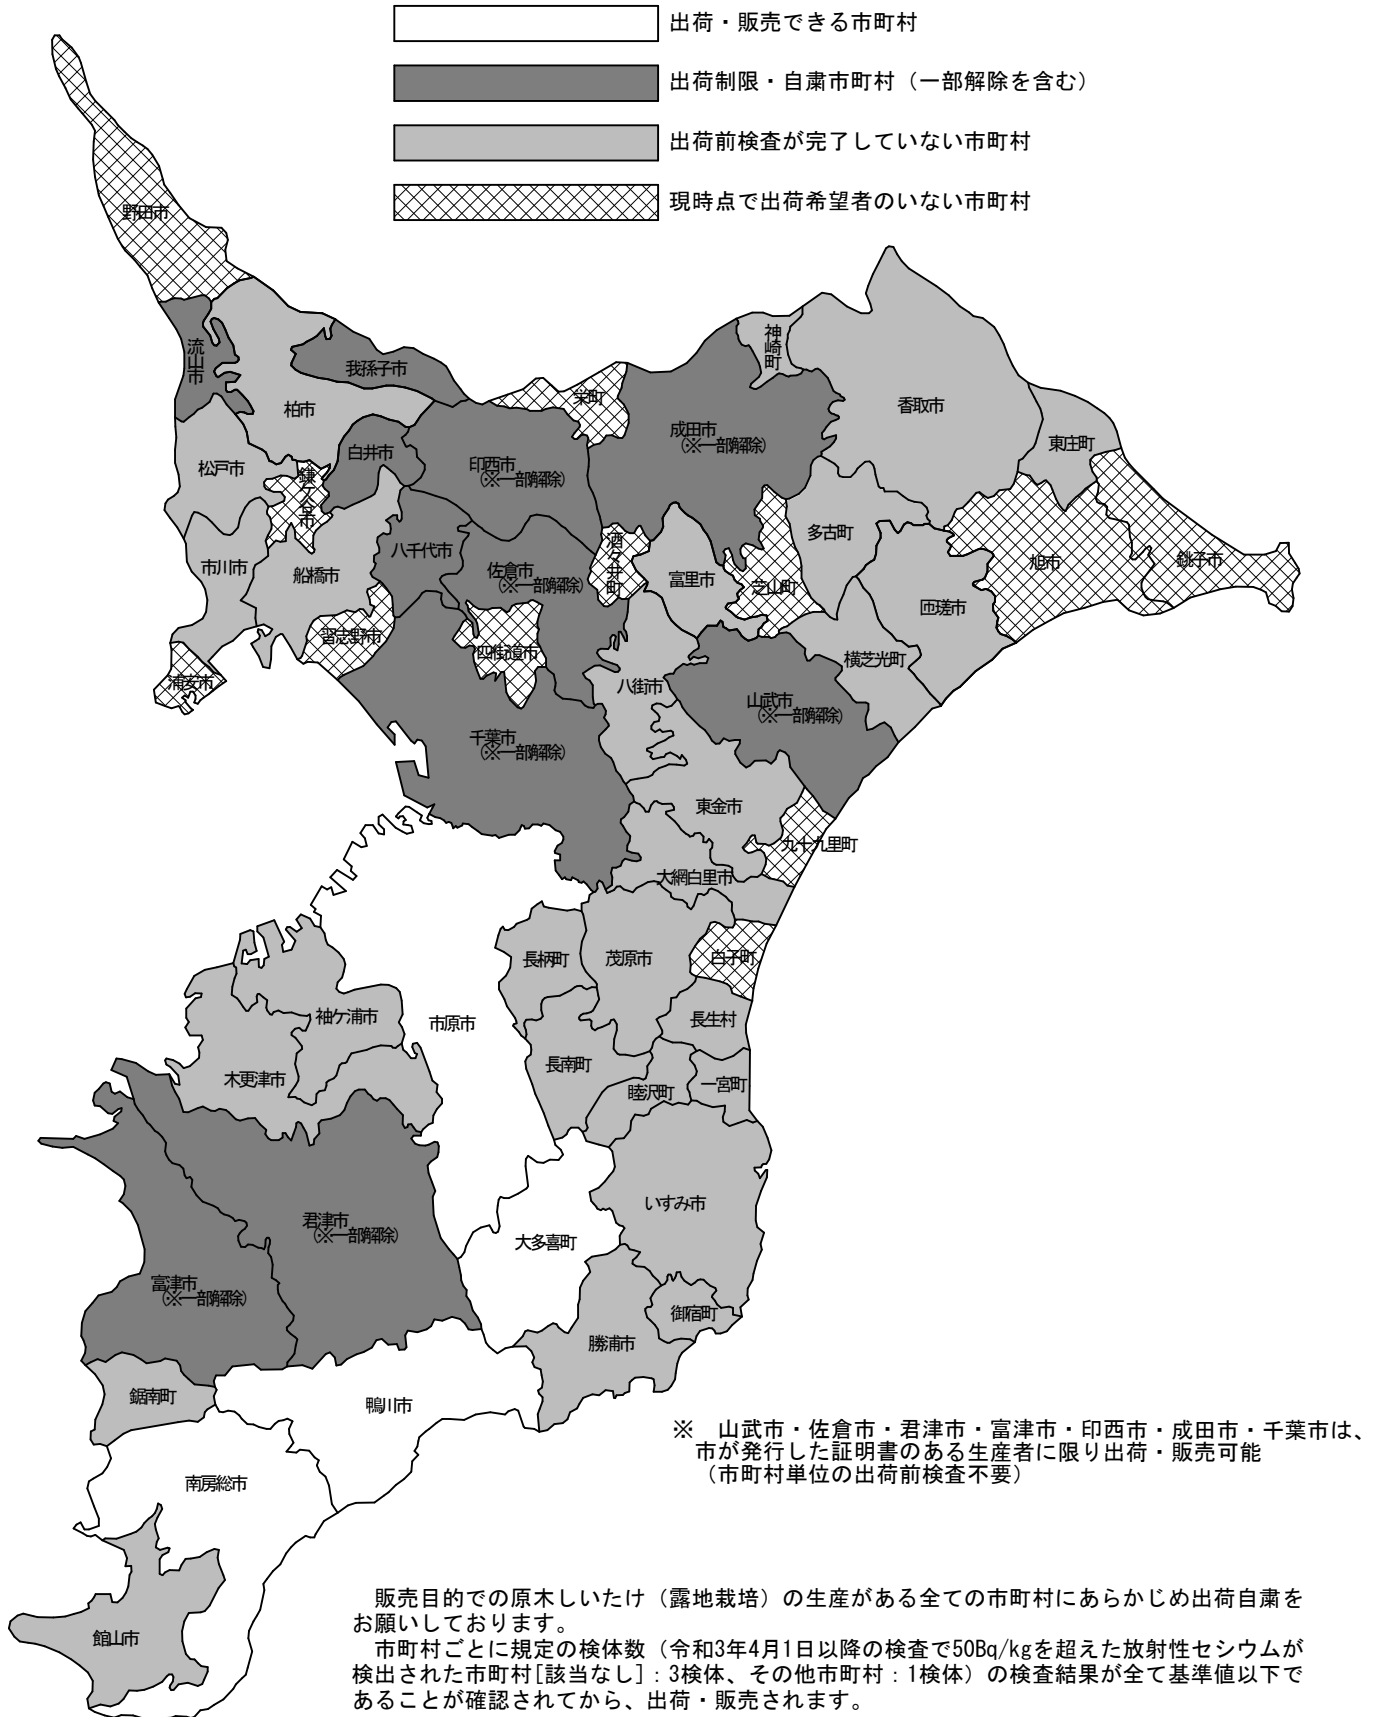 出荷・販売できる市町村
出荷制限・自粛市町村（一部解除を含む）
出荷前検査が完了していない市町村
現時点で出荷希望者のいない市町村
野田市
流山市
我孫子市
柏市
神崎町
栄町
成田市
(※一部解除)
香取市
東庄町
松戸市
鎌ケ谷市
白井市
印西市
(※一部解除)
市川市
船橋市
八千代市
佐倉市
(※一部解除)
酒々井町
富里市
芝山町
多古町
匝瑳市
旭市
銚子市
習志野市
四街道市
浦安市
八街市
横芝光町
山武市
(※一部解除)
千葉市
(※一部解除)
東金市
九十九里町
大網白里市
長柄町
茂原市
白子町
市原市
袖ケ浦市
長生村
木更津市
長南町
睦沢町
一宮町
いすみ市
君津市
(※一部解除)
大多喜町
富津市
(※一部解除)
御宿町
勝浦市
鋸南町
鴨川市
南房総市
館山市
※　山武市・佐倉市・君津市・富津市・印西市・成田市・千葉市は、
市が発行した証明書のある生産者に限り出荷・販売可能
（市町村単位の出荷前検査不要）
販売目的での原木しいたけ（露地栽培）の生産がある全ての市町村にあらかじめ出荷自粛を
お願いしております。
市町村ごとに規定の検体数（令和3年4月1日以降の検査で50Bq/kgを超えた放射性セシウムが
検出された市町村[該当なし]：3検体、その他市町村：1検体）の検査結果が全て基準値以下で
あることが確認されてから、出荷・販売されます。